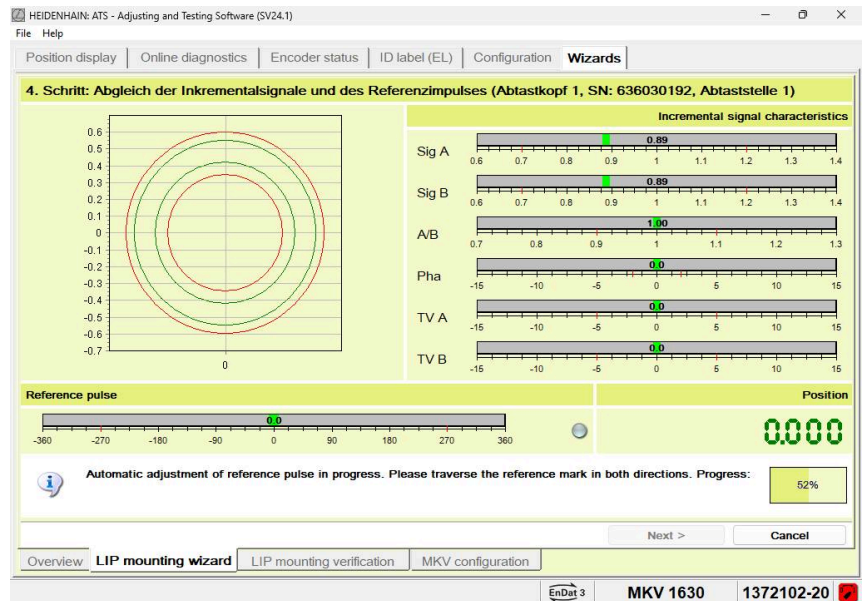 HEIDENHAIN: ATS - Adjusting and Testing Software (SV24.1)
File Help
Position display Online diagnostics Encoder status ID label (EL) Configuration Wizards
4. Schritt: Abgleich der Inkrementalsignale und des Referenzimpulses (Abtastkopf 1, SN: 636030192, Abtaststelle 1)
0.6
0.5
0.4
0.3
0.2
0.1
0
-0.1
-0.2
-0.3
-0.4
-0.5
-0.6
-0.7
0
Incremental signal characteristics
Sig A 0.89
0.6 0.7 0.8 0.9 1 1.1 1.2 1.3 1.4
Sig B 0.89
0.6 0.7 0.8 0.9 1 1.1 1.2 1.3 1.4
A/B 1.00
0.7 0.8 0.9 1 1.1 1.2 1.3
Pha 0.0
-15 -10 -5 0 5 10 15
TV A 0.0
-15 -10 -5 0 5 10 15
TV B 0.0
-15 -10 -5 0 5 10 15
Reference pulse
0.0
-360 -270 -180 -90 0 90 180 270 360
Position
0.000
Automatic adjustment of reference pulse in progress. Please traverse the reference mark in both directions. Progress:
52%
Next > Cancel
Overview LIP mounting wizard LIP mounting verification MKV configuration
EnDat 3 MKV 1630 1372102-20